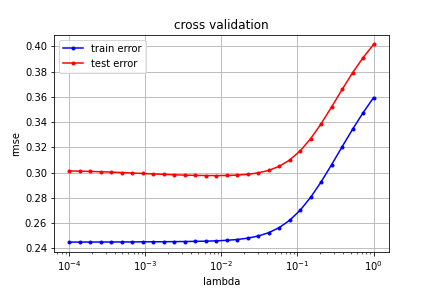 cross validation
train error
test error
rmse
0.40
0.38
0.36
0.34
0.32
0.30
0.28
0.26
0.24
10⁻⁴
10⁻³
10⁻²
10⁻¹
10⁰
lambda